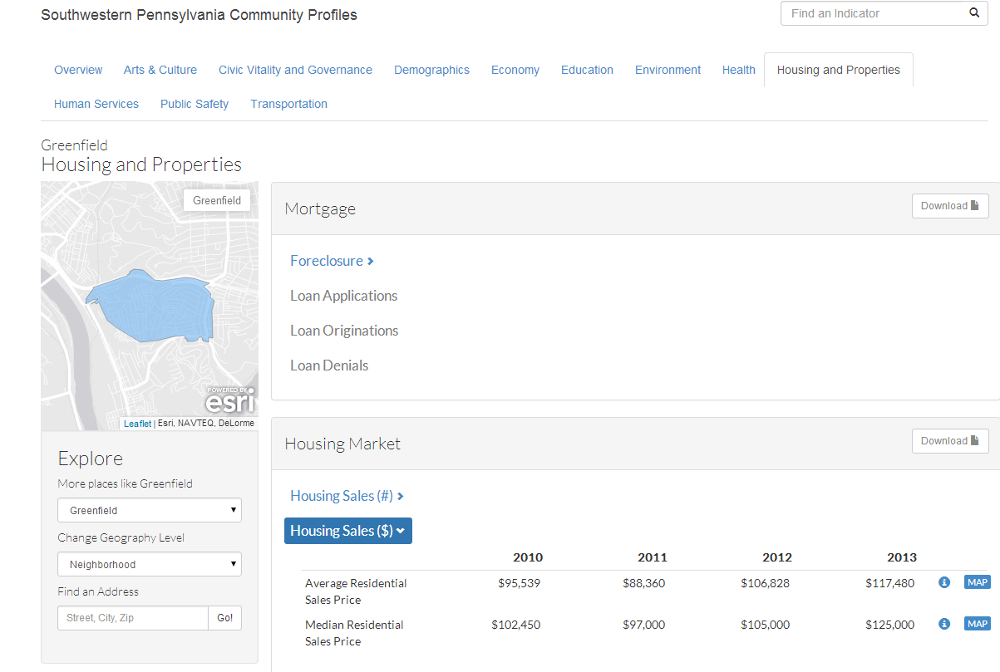 Southwestern Pennsylvania Community Profiles
Find an Indicator
Overview Arts & Culture Civic Vitality and Governance Demographics Economy Education Environment Health Housing and Properties
Human Services Public Safety Transportation
Greenfield
Housing and Properties
Greenfield
POWERED BY
esri
Leaflet | Esri, NAVTEQ, DeLorme
Explore
More places like Greenfield
Greenfield
Change Geography Level
Neighborhood
Find an Address
Street, City, Zip Go!
Mortgage Download
Foreclosure
Loan Applications
Loan Originations
Loan Denials
Housing Market Download
Housing Sales (#)
Housing Sales ($)
2010 2011 2012 2013
Average Residential Sales Price $95,539 $88,360 $106,828 $117,480 MAP
Median Residential Sales Price $102,450 $97,000 $105,000 $125,000 MAP